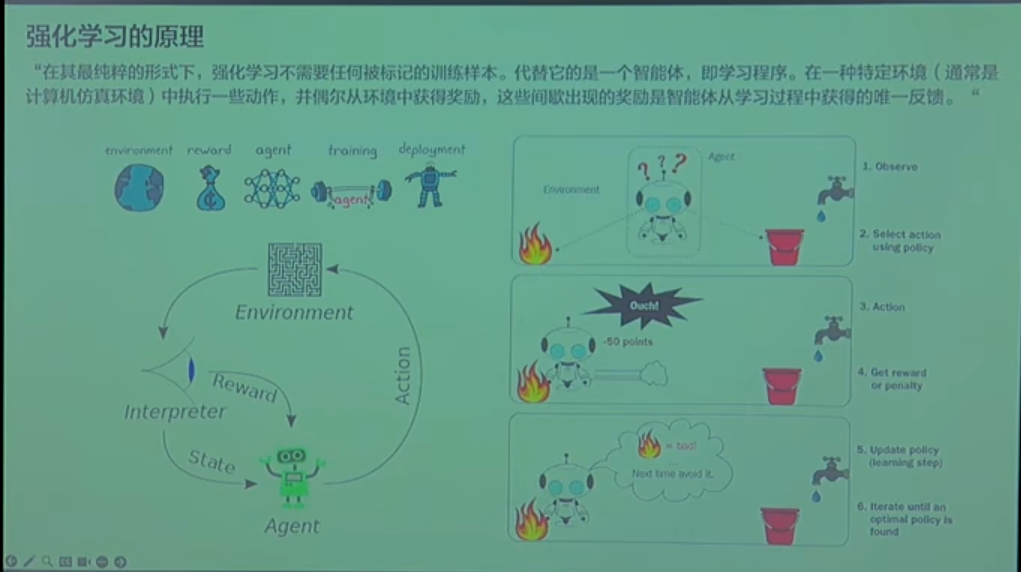 强化学习的原理
“在其最纯粹的形式下，强化学习不需要任何被标记的训练样本。代替它的是一个智能体，即学习程序。在一种特定环境（通常是
计算机仿真环境）中执行一些动作，并偶尔从环境中获得奖励，这些间歇出现的奖励是智能体从学习过程中获得的唯一反馈。“
environment reward agent training deployment
agent
Environment
Reward
Interpreter
State
Action
Agent
Environment
? ? ?
Agent
1. Observe
2. Select action
using policy
Ouch!
-50 points
3. Action
4. Get reward
or penalty
= bad!
Next time avoid it.
5. Update policy
(learning step)
6. Iterate until an
optimal policy is
found